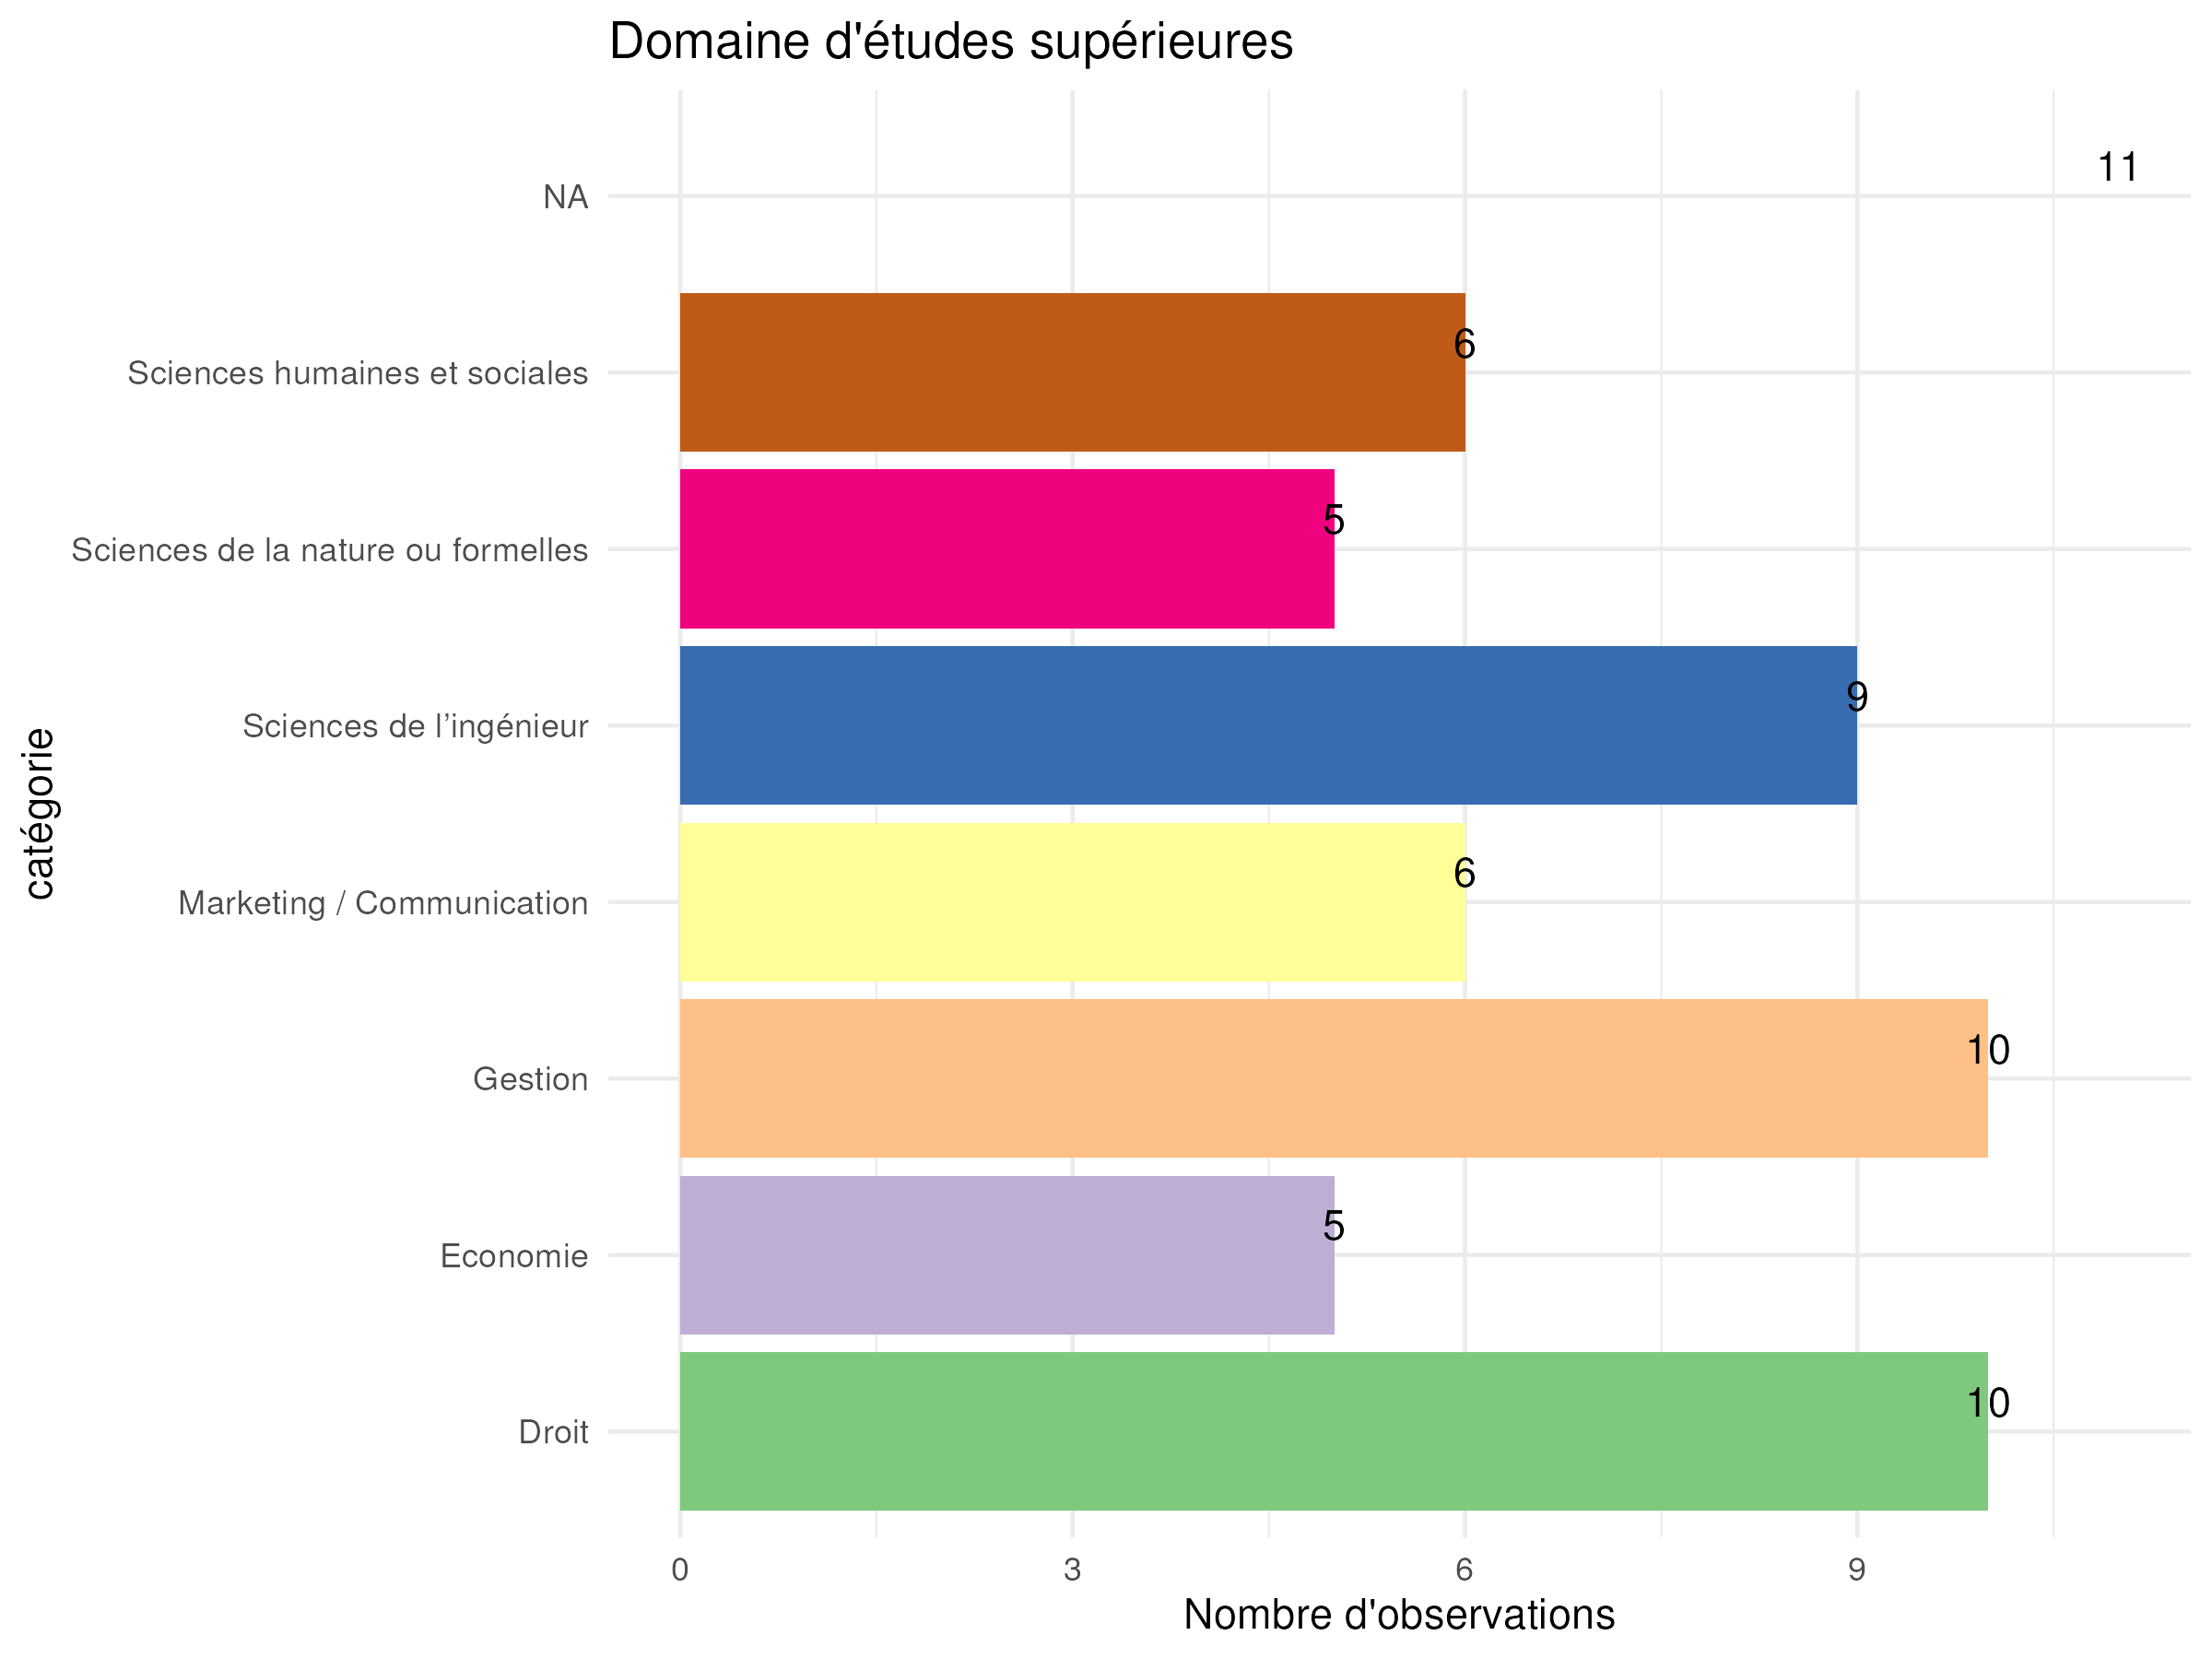 Domaine d'études supérieures
NA
11
Sciences humaines et sociales
6
Sciences de la nature ou formelles
5
Sciences de l’ingénieur
9
Marketing / Communication
6
Gestion
10
Economie
5
Droit
10
catégorie
0
3
6
9
Nombre d'observations